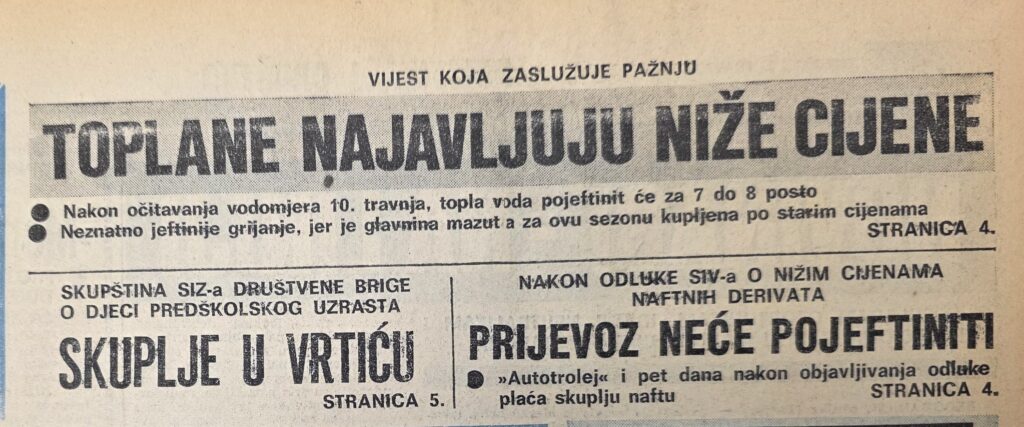 VIJEST KOJA ZASLUŽUJE PAŽNJU
TOPLANE NAJAVLJUJU NIŽE CIJENE
● Nakon očitavanja vodomjera 10. travnja, topla voda pojeftinit će za 7 do 8 posto
● Neznatno jeftinije grijanje, jer je glavnina mazuta za ovu sezonu kupljena po starim cijenama
STRANICA 4.
SKUPŠTINA SIZ-a DRUŠTVENE BRIGE
O DJECI PREDŠKOLSKOG UZRASTA
SKUPLJE U VRTIĆU
STRANICA 5.
NAKON ODLUKE SIV-a O NIŽIM CIJENAMA
NAFTNIH DERIVATA
PRIJEVOZ NEĆE POJEFTINITI
● »Autotrolej« i pet dana nakon objavljivanja odluke
plaća skuplju naftu
STRANICA 4.